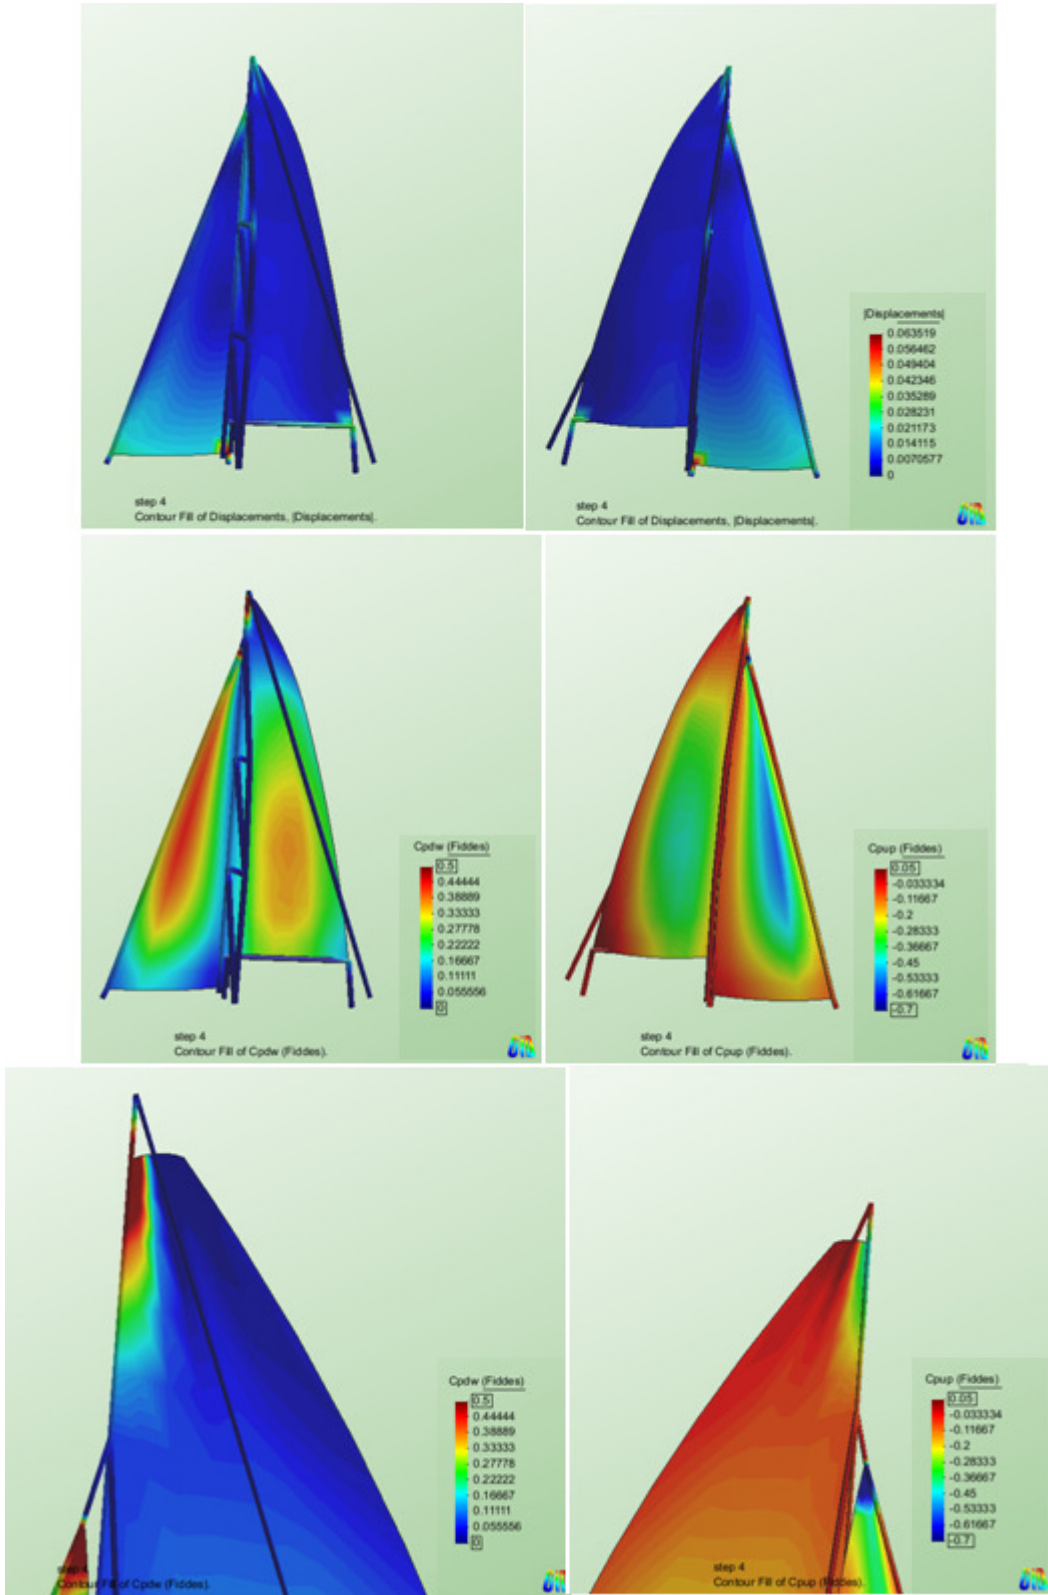 |Displacements|
0.063519
0.056462
0.049404
0.042346
0.035289
0.028231
0.021173
0.014115
0.0070577
0
step 4
Contour Fill of Displacements, |Displacements|.
step 4
Contour Fill of Displacements, |Displacements|.
Cpdw (Fiddes)
0.5
0.44444
0.38889
0.33333
0.27778
0.22222
0.16667
0.11111
0.055556
0
step 4
Contour Fill of Cpdw (Fiddes).
Cpup (Fiddes)
0.05
-0.033334
-0.11667
-0.2
-0.28333
-0.36667
-0.45
-0.53333
-0.61667
-0.7
step 4
Contour Fill of Cpup (Fiddes).
Cpdw (Fiddes)
0.5
0.44444
0.38889
0.33333
0.27778
0.22222
0.16667
0.11111
0.055556
0
step 4
Contour Fill of Cpdw (Fiddes).
Cpup (Fiddes)
0.05
-0.033334
-0.11667
-0.2
-0.28333
-0.36667
-0.45
-0.53333
-0.61667
-0.7
step 4
Contour Fill of Cpup (Fiddes).